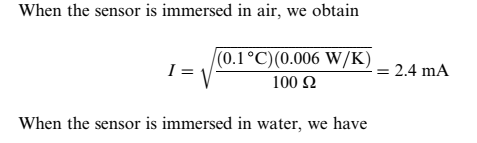 When the sensor is immersed in air, we obtain
I = √((0.1°C)(0.006 W/K) / 100 Ω) = 2.4 mA
When the sensor is immersed in water, we have